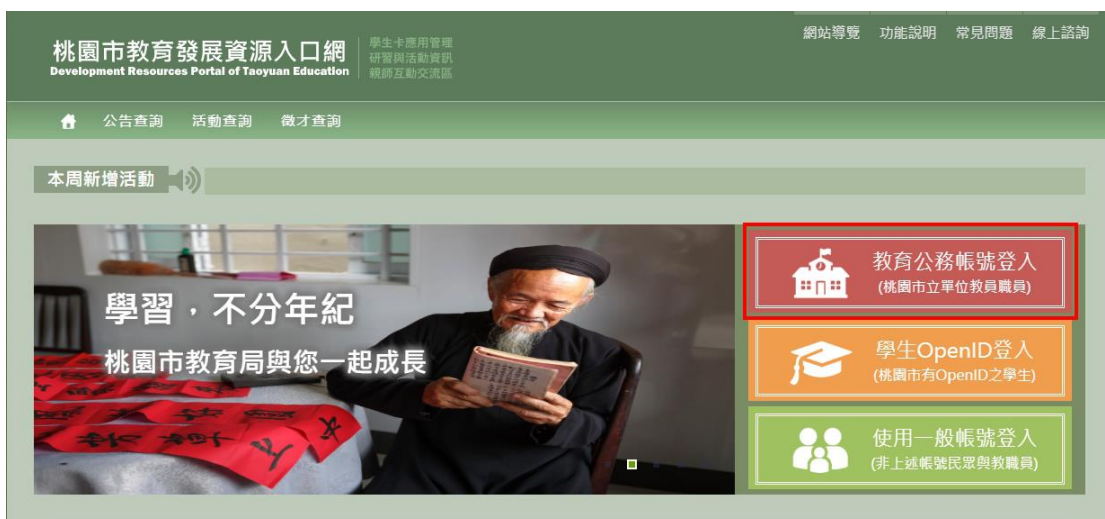 網站導覽 功能說明 常見問題 線上諮詢
桃園市教育發展資源入口網
Development Resources Portal of Taoyuan Education
學生卡應用管理
研習與活動資訊
親師互動交流區
公告查詢 活動查詢 徵才查詢
本周新增活動
學習，不分年紀
桃園市教育局與您一起成長
教育公務帳號登入
(桃園市立單位教員職員)
學生OpenID登入
(桃園市有OpenID之學生)
使用一般帳號登入
(非上述帳號民眾與教職員)